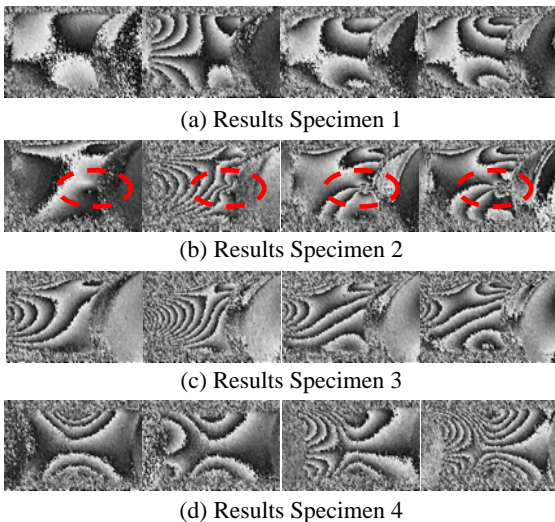 (a) Results Specimen 1
(b) Results Specimen 2
(c) Results Specimen 3
(d) Results Specimen 4